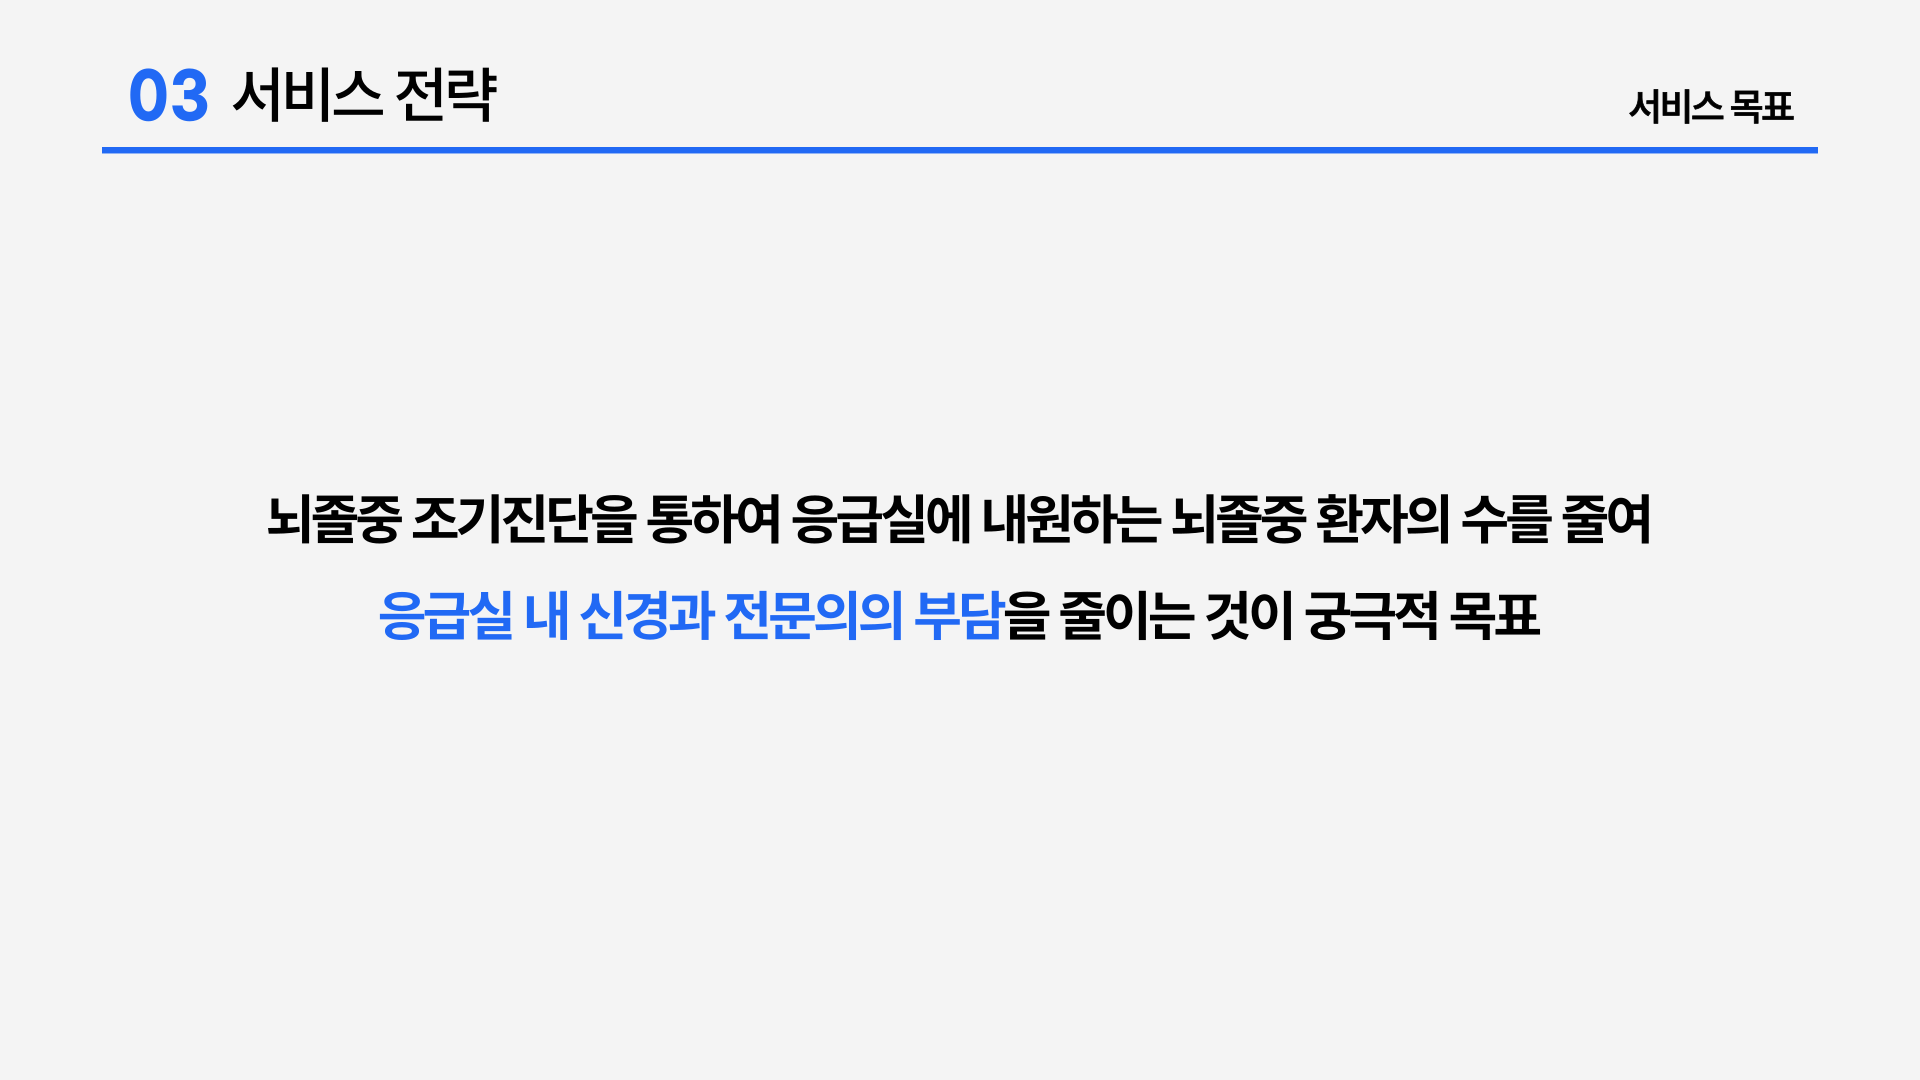 03 서비스 전략
서비스 목표
뇌졸중 조기진단을 통하여 응급실에 내원하는 뇌졸중 환자의 수를 줄여
응급실 내 신경과 전문의의 부담을 줄이는 것이 궁극적 목표